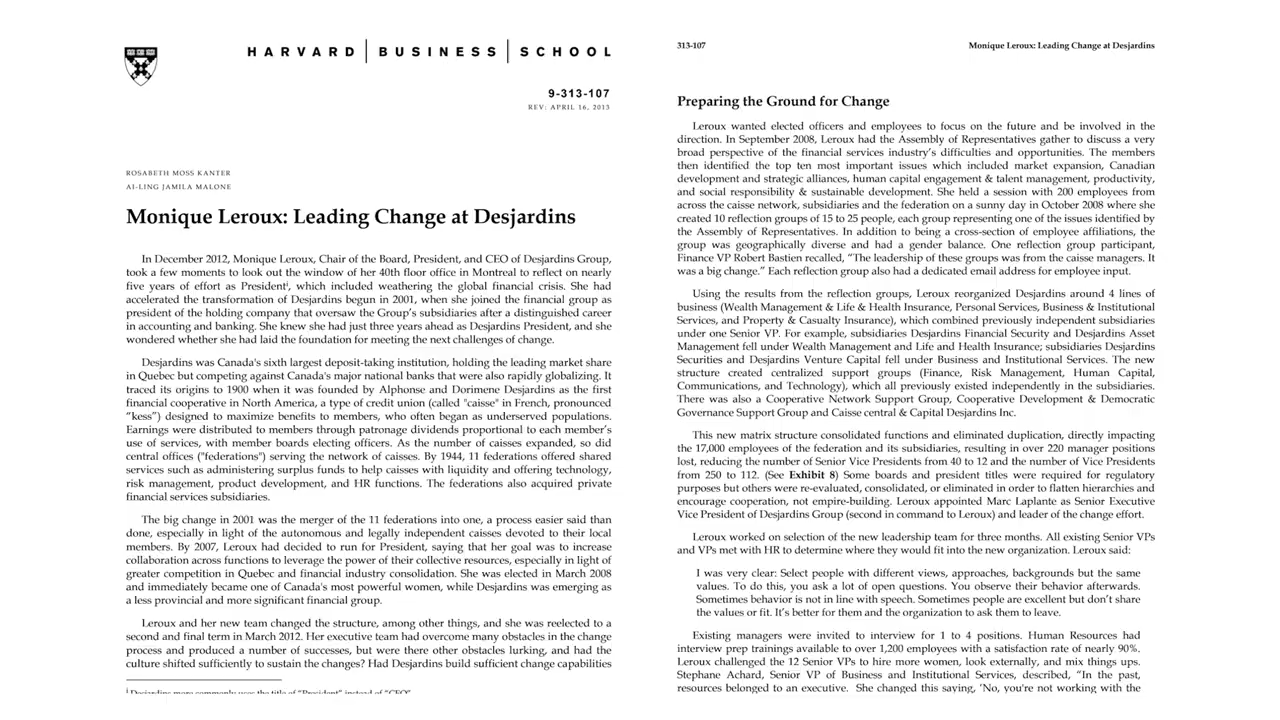 HARVARD | BUSINESS | SCHOOL
9-313-107
REV: APRIL 16, 2013
ROSABETH MOSS KANTER
AI-LING JAMILA MALONE
Monique Leroux: Leading Change at Desjardins
In December 2012, Monique Leroux, Chair of the Board, President, and CEO of Desjardins Group,
took a few moments to look out the window of her 40th floor office in Montreal to reflect on nearly
five years of effort as Presidentⁱ, which included weathering the global financial crisis. She had
accelerated the transformation of Desjardins begun in 2001, when she joined the financial group as
president of the holding company that oversaw the Group's subsidiaries after a distinguished career
in accounting and banking. She knew she had just three years ahead as Desjardins President, and she
wondered whether she had laid the foundation for meeting the next challenges of change.
Desjardins was Canada's sixth largest deposit-taking institution, holding the leading market share
in Quebec but competing against Canada's major national banks that were also rapidly globalizing. It
traced its origins to 1900 when it was founded by Alphonse and Dorimene Desjardins as the first
financial cooperative in North America, a type of credit union (called "caisse" in French, pronounced
“kess”) designed to maximize benefits to members, who often began as underserved populations.
Earnings were distributed to members through patronage dividends proportional to each member’s
use of services, with member boards electing officers. As the number of caisses expanded, so did
central offices ("federations") serving the network of caisses. By 1944, 11 federations offered shared
services such as administering surplus funds to help caisses with liquidity and offering technology,
risk management, product development, and HR functions. The federations also acquired private
financial services subsidiaries.
The big change in 2001 was the merger of the 11 federations into one, a process easier said than
done, especially in light of the autonomous and legally independent caisses devoted to their local
members. By 2007, Leroux had decided to run for President, saying that her goal was to increase
collaboration across functions to leverage the power of their collective resources, especially in light of
greater competition in Quebec and financial industry consolidation. She was elected in March 2008
and immediately became one of Canada's most powerful women, while Desjardins was emerging as
a less provincial and more significant financial group.
Leroux and her new team changed the structure, among other things, and she was reelected to a
second and final term in March 2012. Her executive team had overcome many obstacles in the change
process and produced a number of successes, but were there other obstacles lurking, and had the
culture shifted sufficiently to sustain the changes? Had Desjardins build sufficient change capabilities
ⁱ Desjardins more commonly uses the title of “President” instead of “CEO”
313-107
Monique Leroux: Leading Change at Desjardins
Preparing the Ground for Change
Leroux wanted elected officers and employees to focus on the future and be involved in the
direction. In September 2008, Leroux had the Assembly of Representatives gather to discuss a very
broad perspective of the financial services industry’s difficulties and opportunities. The members
then identified the top ten most important issues which included market expansion, Canadian
development and strategic alliances, human capital engagement & talent management, productivity,
and social responsibility & sustainable development. She held a session with 200 employees from
across the caisse network, subsidiaries and the federation on a sunny day in October 2008 where she
created 10 reflection groups of 15 to 25 people, each group representing one of the issues identified by
the Assembly of Representatives. In addition to being a cross-section of employee affiliations, the
group was geographically diverse and had a gender balance. One reflection group participant,
Finance VP Robert Bastien recalled, “The leadership of these groups was from the caisse managers. It
was a big change.” Each reflection group also had a dedicated email address for employee input.
Using the results from the reflection groups, Leroux reorganized Desjardins around 4 lines of
business (Wealth Management & Life & Health Insurance, Personal Services, Business & Institutional
Services, and Property & Casualty Insurance), which combined previously independent subsidiaries
under one Senior VP. For example, subsidiaries Desjardins Financial Security and Desjardins Asset
Management fell under Wealth Management and Life and Health Insurance; subsidiaries Desjardins
Securities and Desjardins Venture Capital fell under Business and Institutional Services. The new
structure created centralized support groups (Finance, Risk Management, Human Capital,
Communications, and Technology), which all previously existed independently in the subsidiaries.
There was also a Cooperative Network Support Group, Cooperative Development & Democratic
Governance Support Group and Caisse central & Capital Desjardins Inc.
This new matrix structure consolidated functions and eliminated duplication, directly impacting
the 17,000 employees of the federation and its subsidiaries, resulting in over 220 manager positions
lost, reducing the number of Senior Vice Presidents from 40 to 12 and the number of Vice Presidents
from 250 to 112. (See Exhibit 8) Some boards and president titles were required for regulatory
purposes but others were re-evaluated, consolidated, or eliminated in order to flatten hierarchies and
encourage cooperation, not empire-building. Leroux appointed Marc Laplante as Senior Executive
Vice President of Desjardins Group (second in command to Leroux) and leader of the change effort.
Leroux worked on selection of the new leadership team for three months. All existing Senior VPs
and VPs met with HR to determine where they would fit into the new organization. Leroux said:
I was very clear: Select people with different views, approaches, backgrounds but the same
values. To do this, you ask a lot of open questions. You observe their behavior afterwards.
Sometimes behavior is not in line with speech. Sometimes people are excellent but don’t share
the values or fit. It’s better for them and the organization to ask them to leave.
Existing managers were invited to interview for 1 to 4 positions. Human Resources had
interview prep trainings available to over 1,200 employees with a satisfaction rate of nearly 90%.
Leroux challenged the 12 Senior VPs to hire more women, look externally, and mix things ups.
Stephane Achard, Senior VP of Business and Institutional Services, described, “In the past,
resources belonged to an executive. She changed this saying, ‘No, you're not working with the